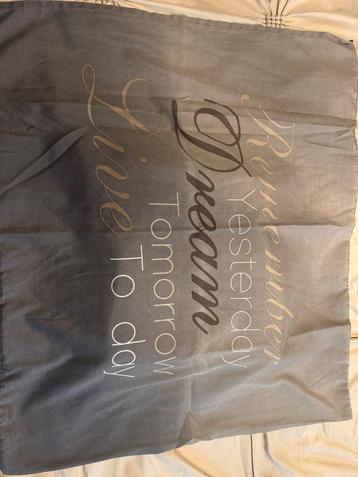 Remember
Yesterday
Dream
Tomorrow
Live
To day